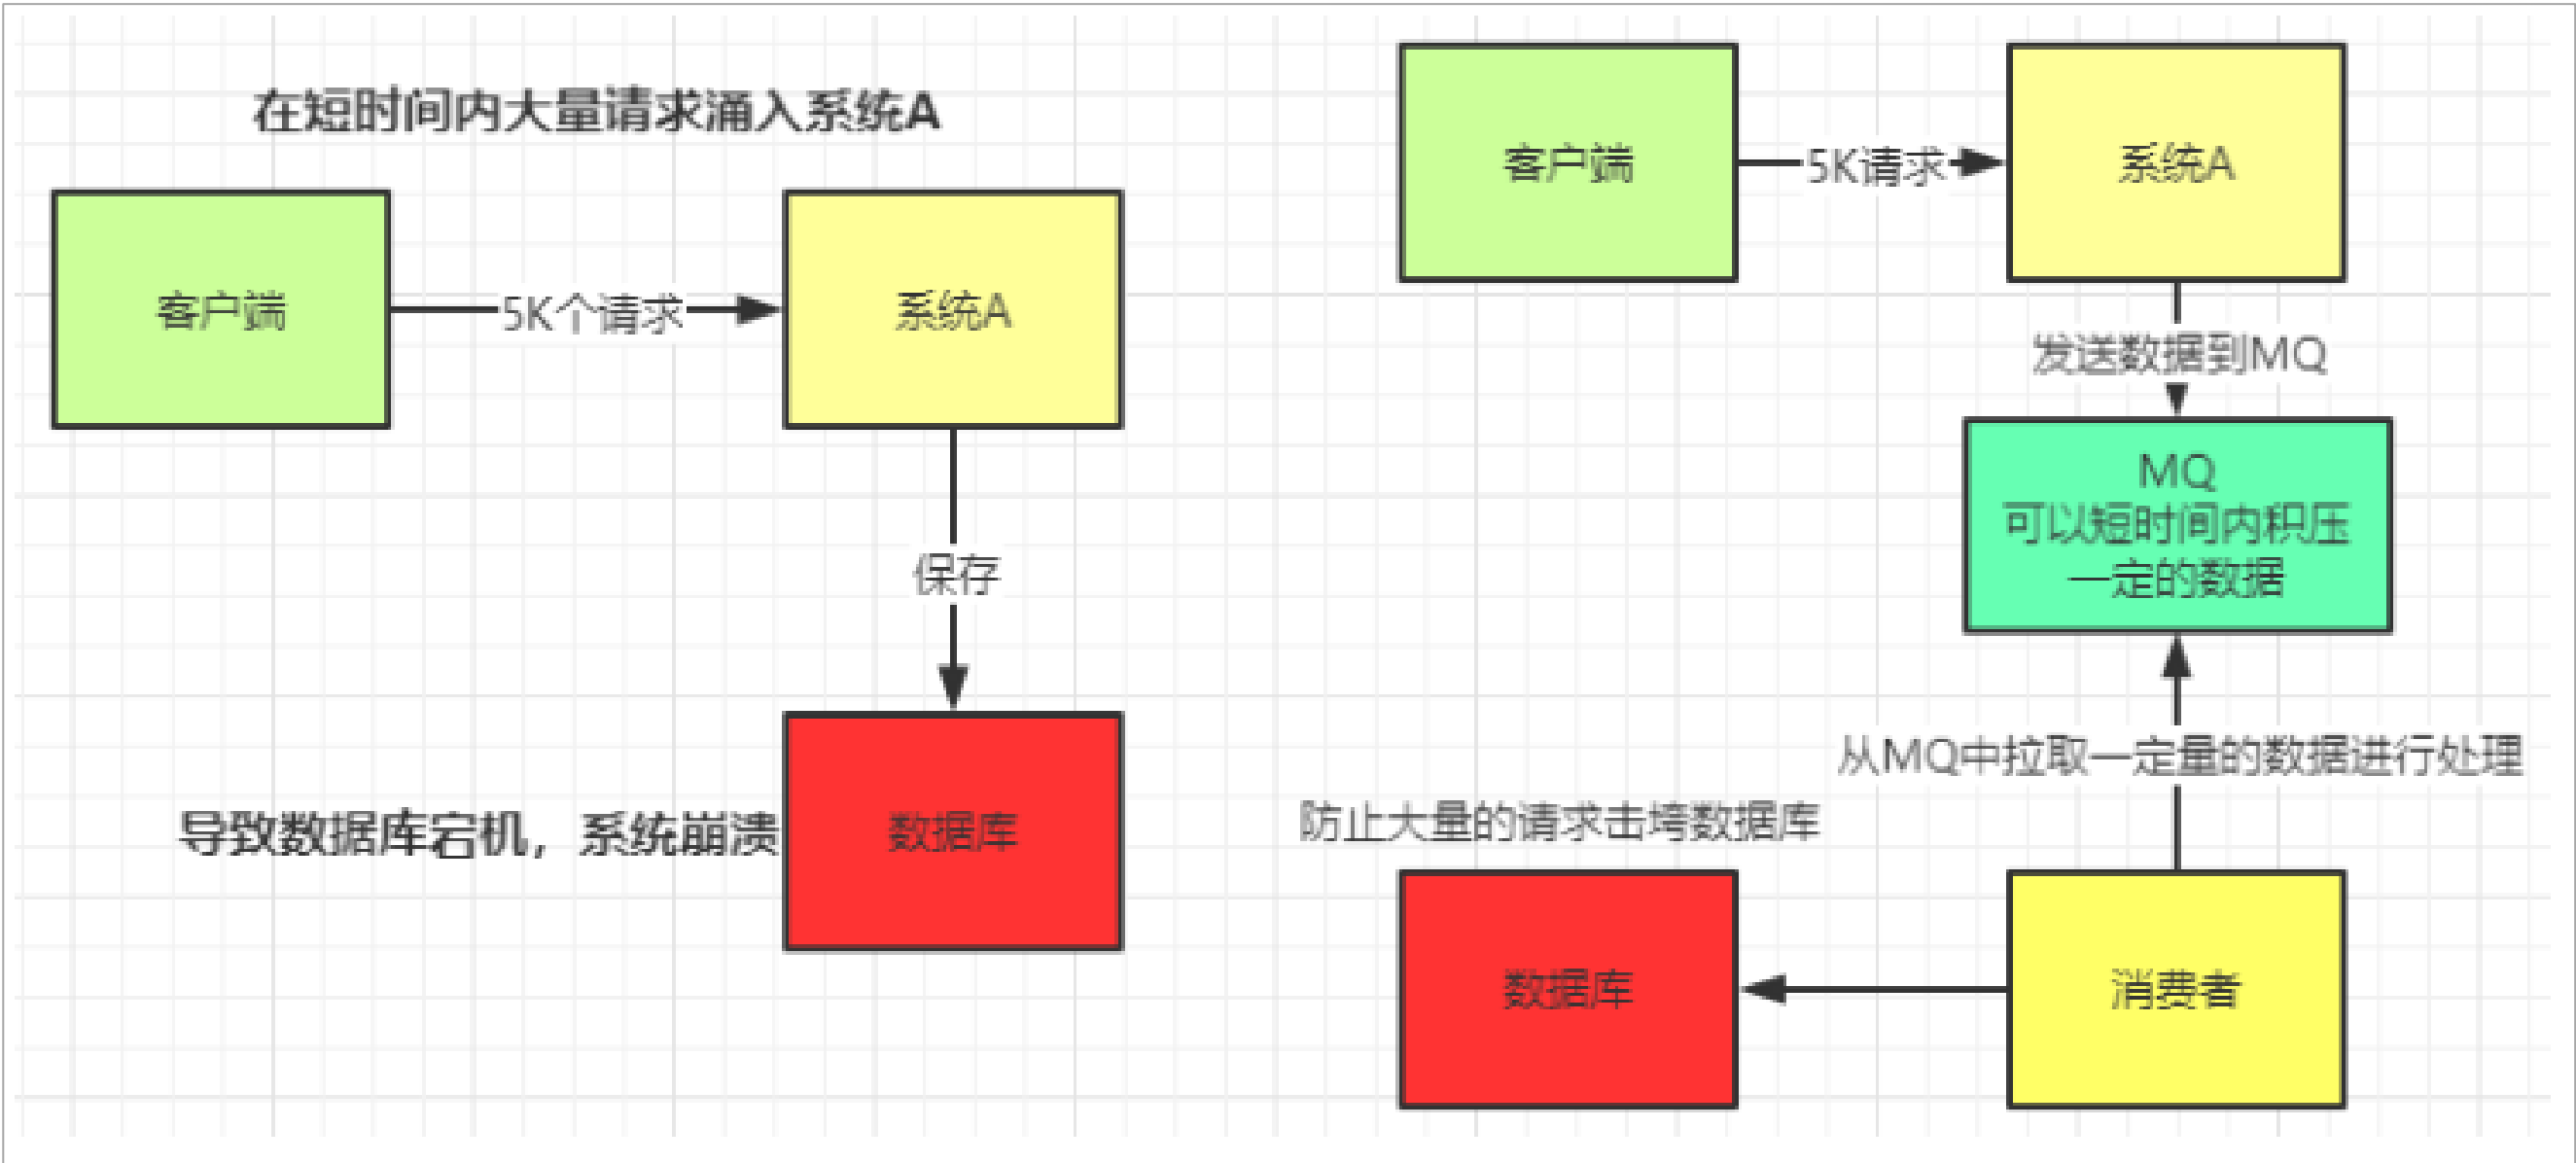 在短时间内大量请求涌入系统A
客户端
5K个请求
系统A
保存
导致数据库宕机，系统崩溃
数据库
客户端
5K请求
系统A
发送数据到MQ
MQ
可以短时间内积压
一定的数据
从MQ中拉取一定量的数据进行处理
防止大量的请求击垮数据库
数据库
消费者